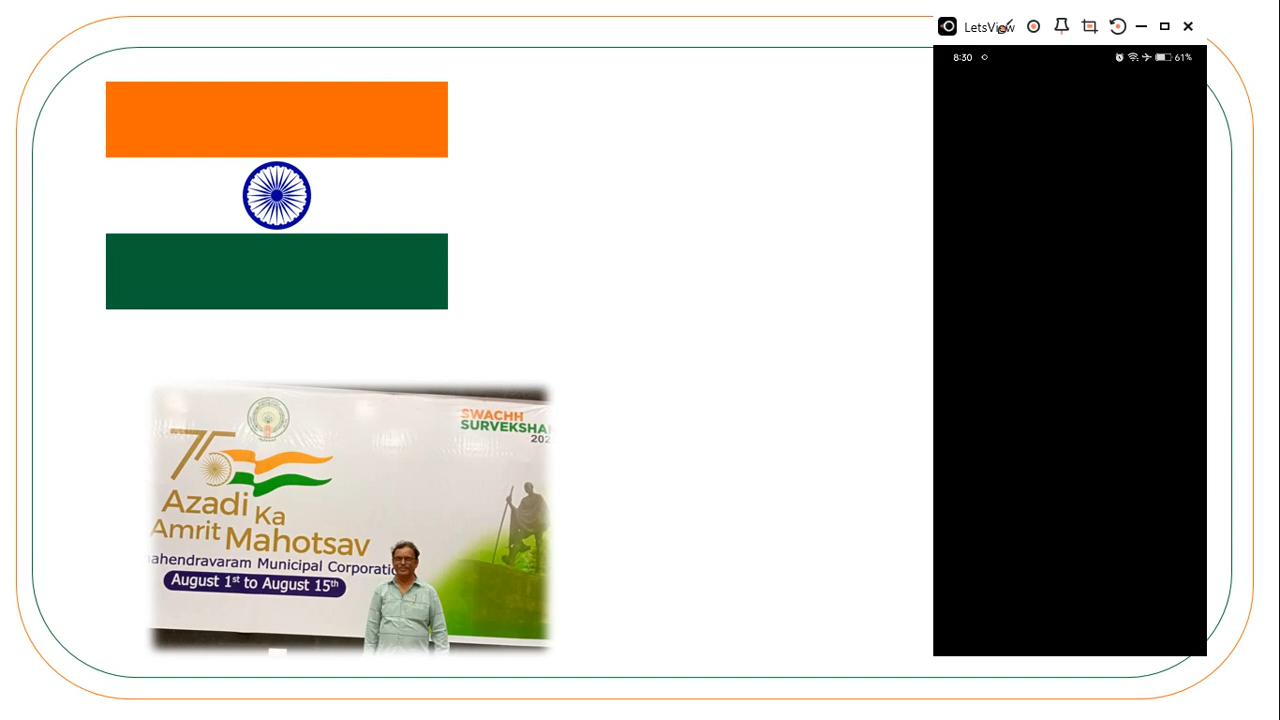 LetsView
8:30
61%
SWACHH
SURVEKSHA
202
75
Azadi Ka
Amrit Mahotsav
ahendravaram Municipal Corporatio
August 1st to August 15th